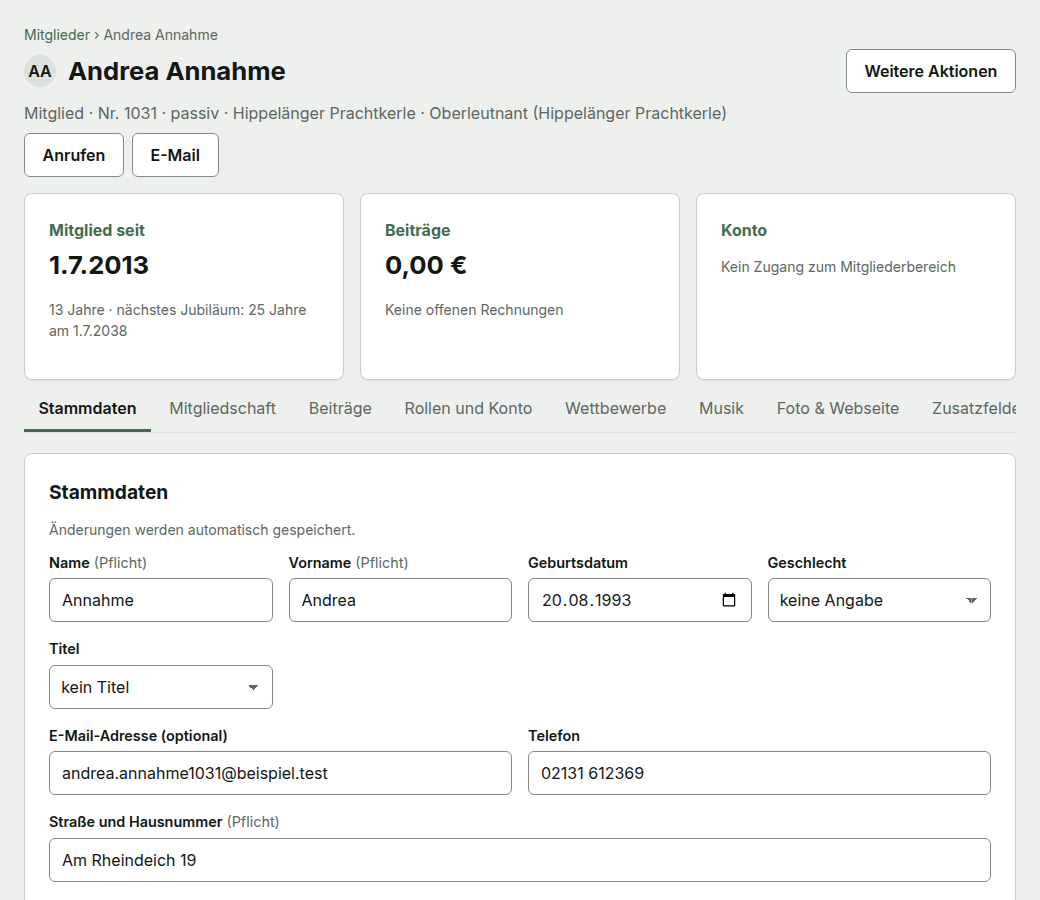 Mitglieder › Andrea Annahme
AA Andrea Annahme
Weitere Aktionen
Mitglied · Nr. 1031 · passiv · Hippelänger Prachtkerle · Oberleutnant (Hippelänger Prachtkerle)
Anrufen E-Mail
Mitglied seit
1.7.2013
13 Jahre · nächstes Jubiläum: 25 Jahre
am 1.7.2038
Beiträge
0,00 €
Keine offenen Rechnungen
Konto
Kein Zugang zum Mitgliederbereich
Stammdaten Mitgliedschaft Beiträge Rollen und Konto Wettbewerbe Musik Foto & Webseite Zusatzfelde
Stammdaten
Änderungen werden automatisch gespeichert.
Name (Pflicht) Vorname (Pflicht) Geburtsdatum Geschlecht
Annahme Andrea 20.08.1993 keine Angabe
Titel
kein Titel
E-Mail-Adresse (optional) Telefon
andrea.annahme1031@beispiel.test 02131 612369
Straße und Hausnummer (Pflicht)
Am Rheindeich 19